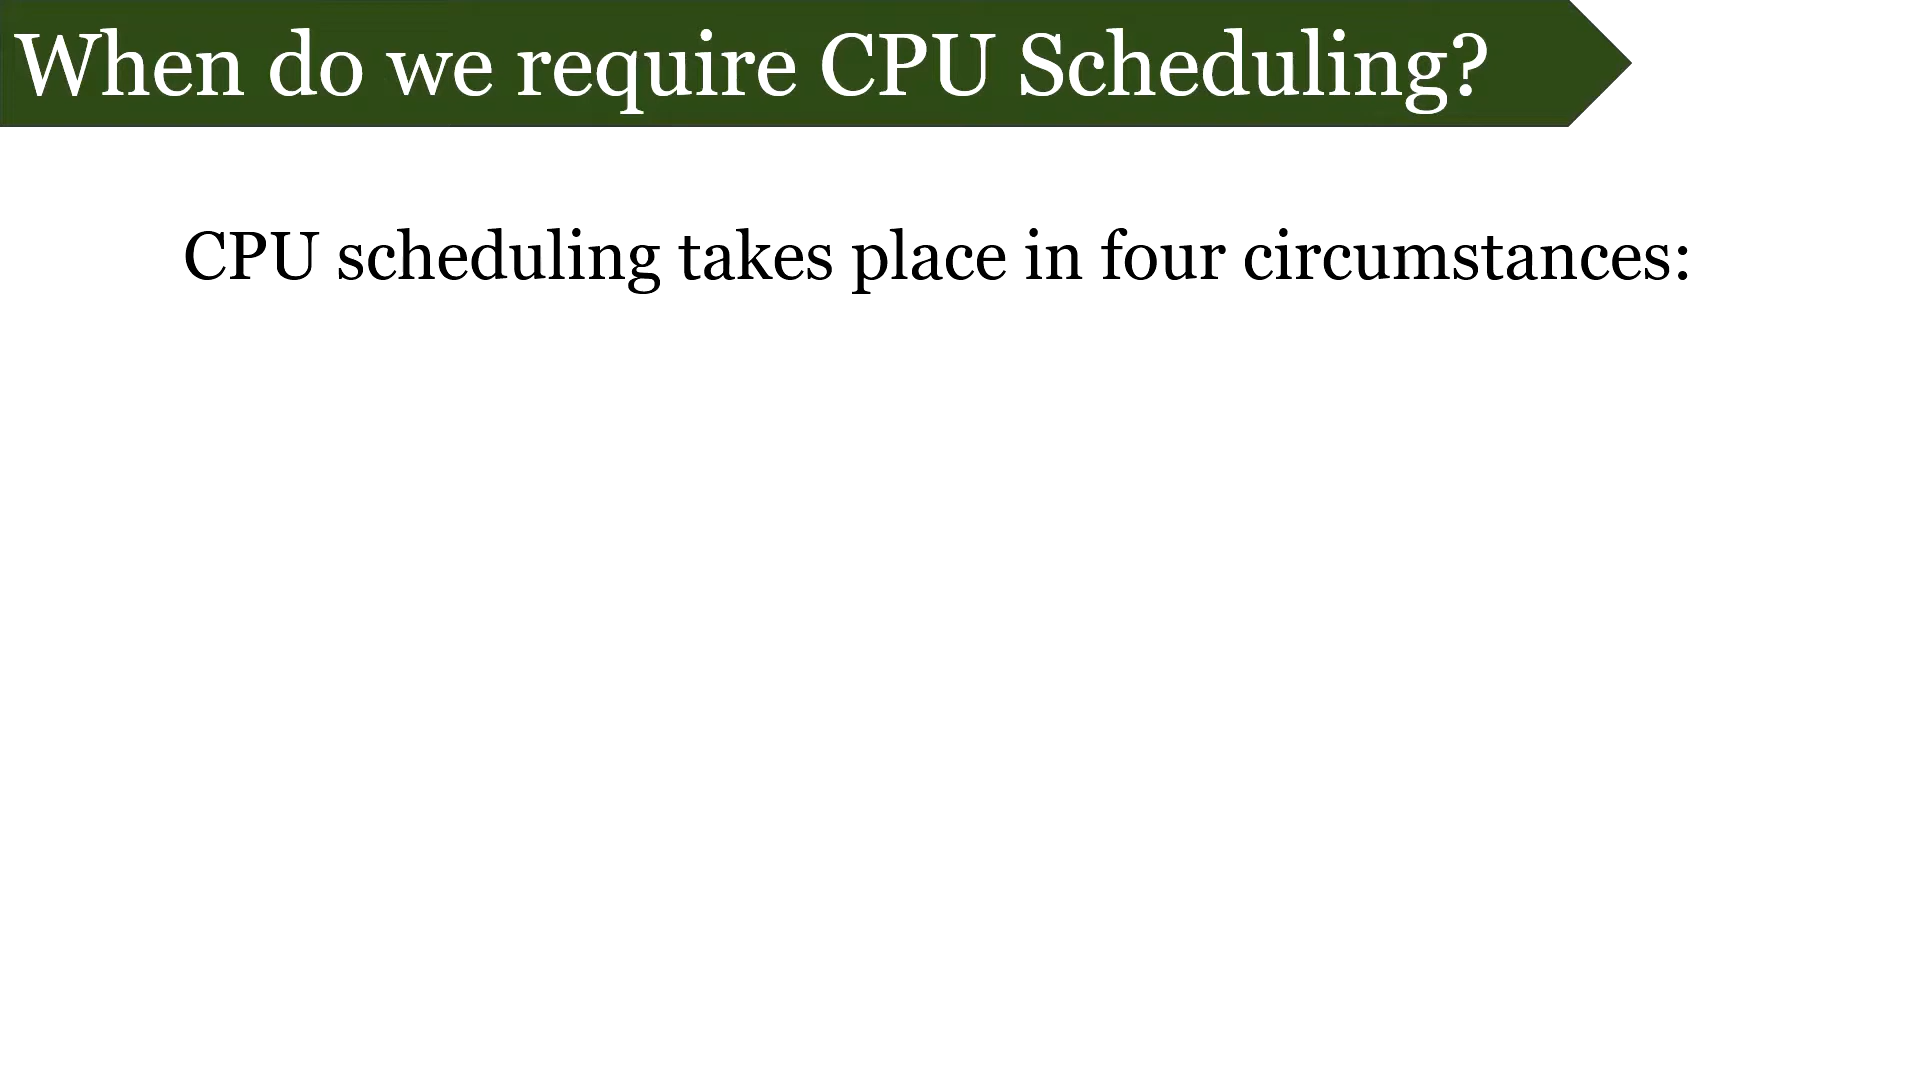 When do we require CPU Scheduling?
CPU scheduling takes place in four circumstances: